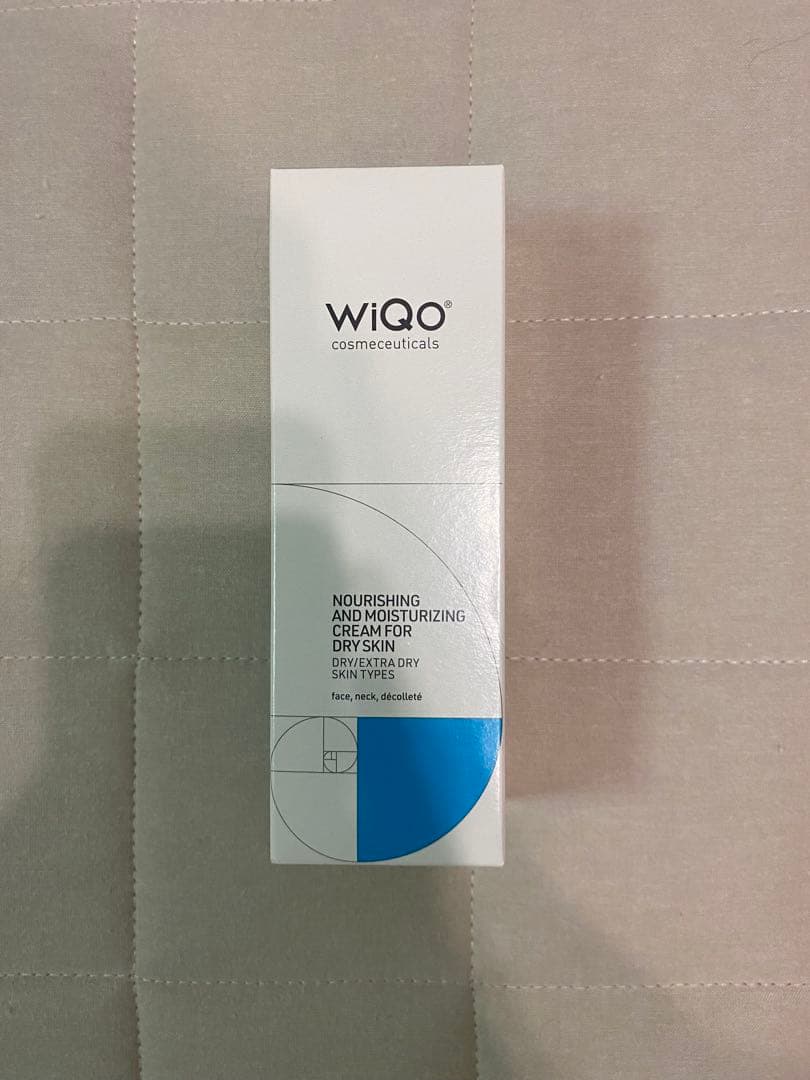 WiQo®
cosmeceuticals
NOURISHING
AND MOISTURIZING
CREAM FOR
DRY SKIN
DRY/EXTRA DRY
SKIN TYPES
face, neck, décolleté